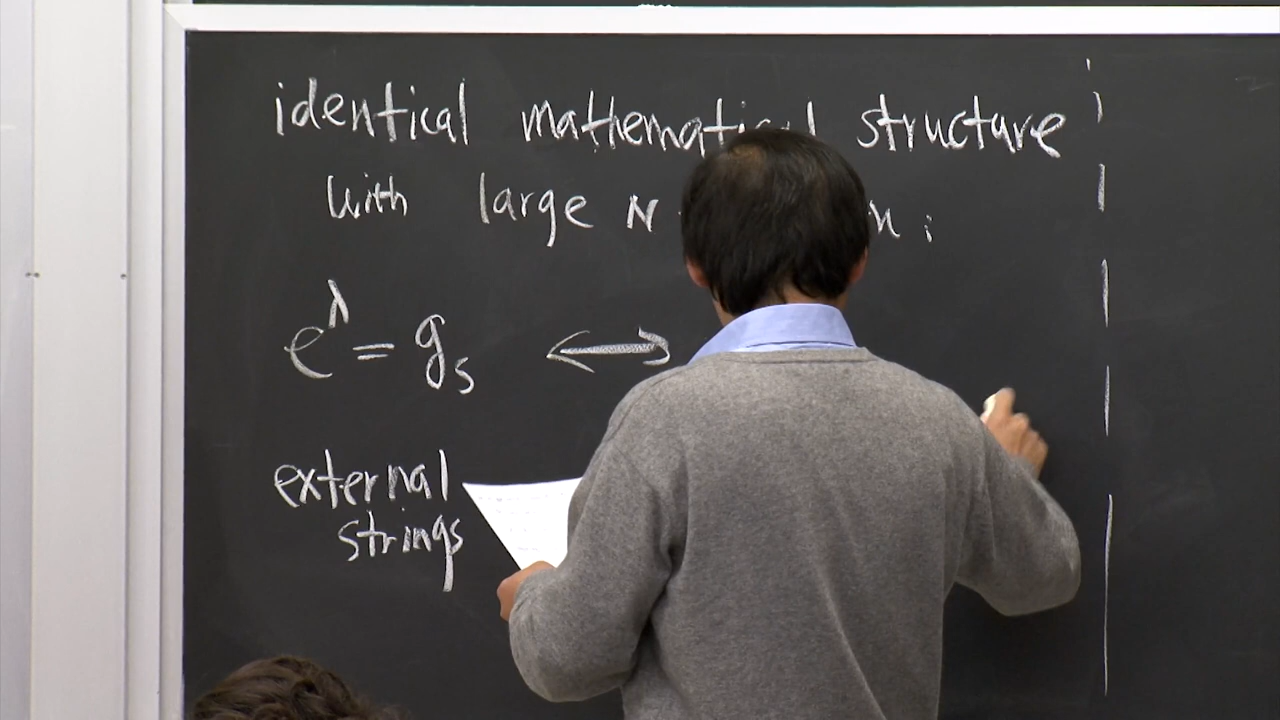 identical mathematical structure
with large N
e^λ = g_s ⟷
external
strings